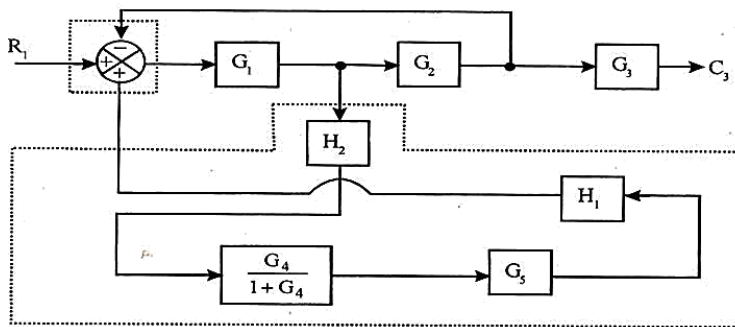 R₁
−
+
+
G₁
G₂
G₃
C₃
H₂
H₁
G₄
1 + G₄
G₅